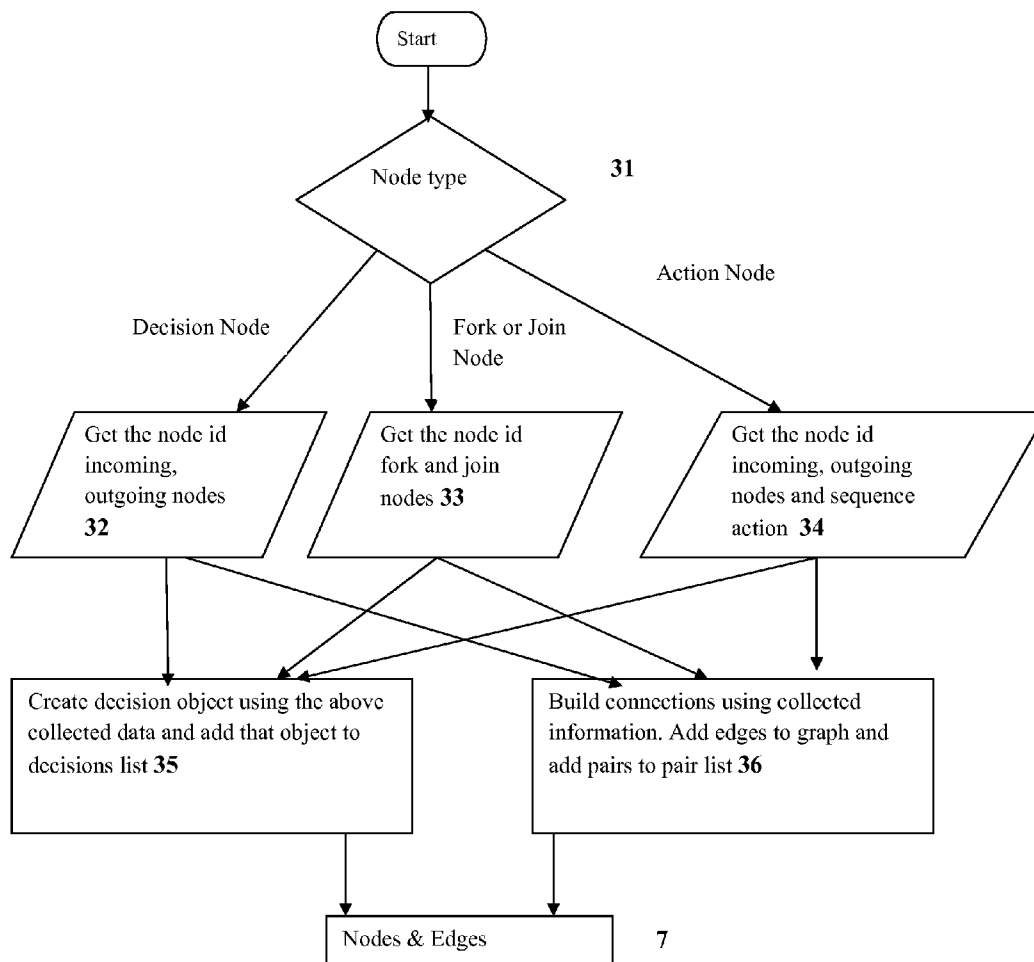 Start
Node type
31
Action Node
Decision Node
Fork or Join
Node
Get the node id
incoming,
outgoing nodes
32
Get the node id
fork and join
nodes 33
Get the node id
incoming, outgoing
nodes and sequence
action 34
Create decision object using the above
collected data and add that object to
decisions list 35
Build connections using collected
information. Add edges to graph and
add pairs to pair list 36
Nodes & Edges
7